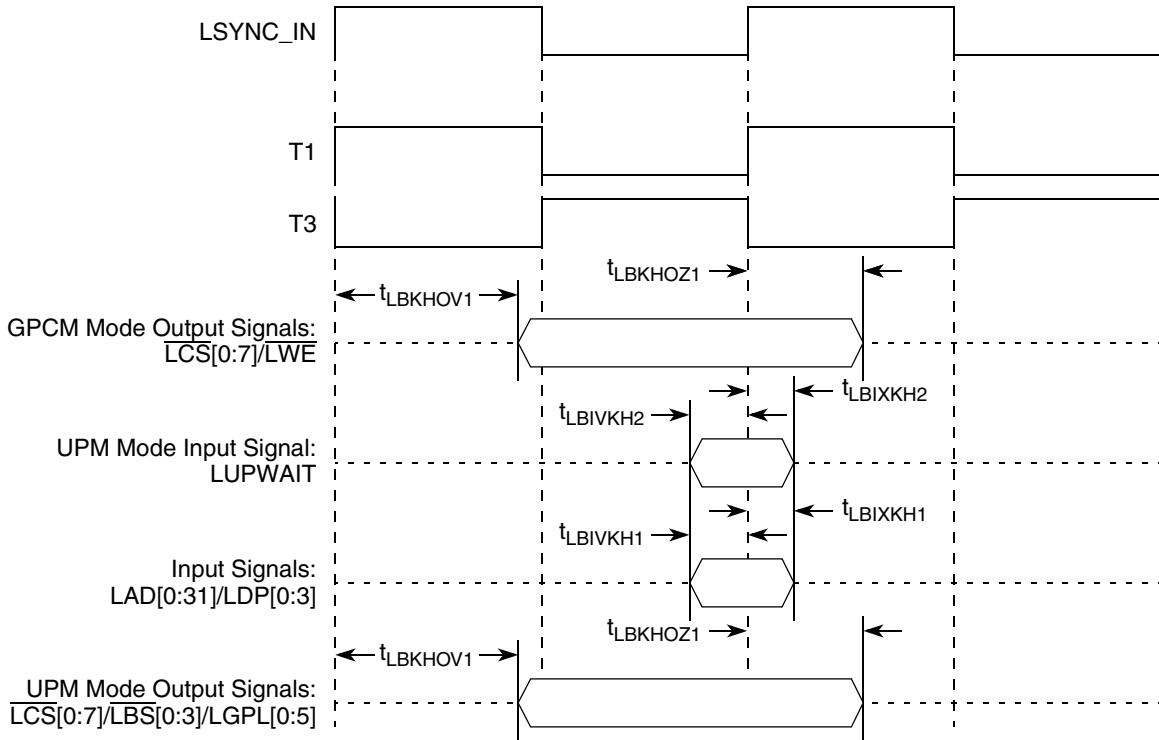 LSYNC_IN
T1
T3
tLBKHOZ1
tLBKHOV1
GPCM Mode Output Signals:
LCS[0:7]/LWE
tLBIXKH2
tLBIVKH2
UPM Mode Input Signal:
LUPWAIT
tLBIXKH1
tLBIVKH1
Input Signals:
LAD[0:31]/LDP[0:3]
tLBKHOZ1
tLBKHOV1
UPM Mode Output Signals:
LCS[0:7]/LBS[0:3]/LGPL[0:5]